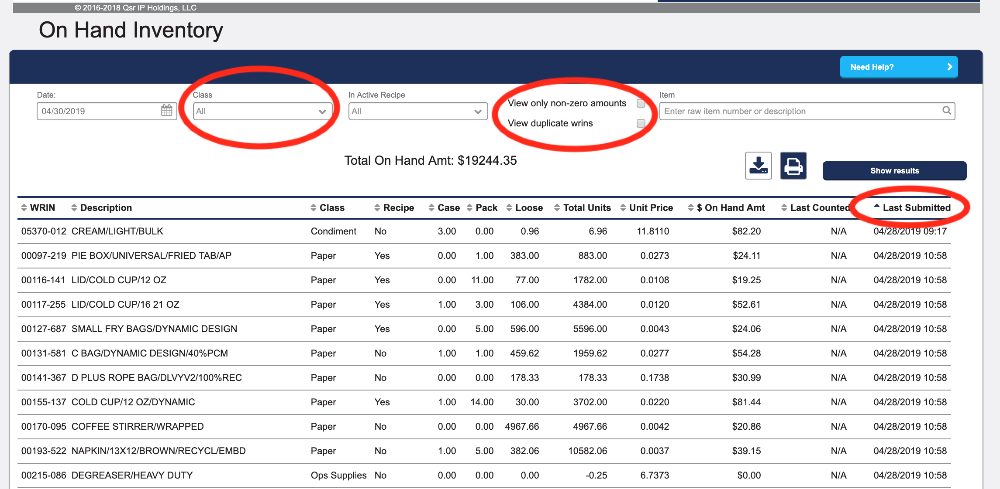 © 2016-2018 Qsr IP Holdings, LLC
On Hand Inventory
Need Help?
Date: Class In Active Recipe Item
04/30/2019 All All View only non-zero amounts Enter raw item number or description
View duplicate wrins
Total On Hand Amt: $19244.35
Show results
WRIN Description Class Recipe Case Pack Loose Total Units Unit Price $ On Hand Amt Last Counted Last Submitted
05370-012 CREAM/LIGHT/BULK Condiment No 3.00 0.00 0.96 6.96 11.8110 $82.20 N/A 04/28/2019 09:17
00097-219 PIE BOX/UNIVERSAL/FRIED TAB/AP Paper Yes 0.00 1.00 383.00 883.00 0.0273 $24.11 N/A 04/28/2019 10:58
00116-141 LID/COLD CUP/12 OZ Paper Yes 0.00 11.00 77.00 1782.00 0.0108 $19.25 N/A 04/28/2019 10:58
00117-255 LID/COLD CUP/16 21 OZ Paper Yes 1.00 3.00 106.00 4384.00 0.0120 $52.61 N/A 04/28/2019 10:58
00127-687 SMALL FRY BAGS/DYNAMIC DESIGN Paper Yes 0.00 5.00 596.00 5596.00 0.0043 $24.06 N/A 04/28/2019 10:58
00131-581 C BAG/DYNAMIC DESIGN/40%PCM Paper No 1.00 1.00 459.62 1959.62 0.0277 $54.28 N/A 04/28/2019 10:58
00141-367 D PLUS ROPE BAG/DLVYV2/100%REC Paper No 0.00 0.00 178.33 178.33 0.1738 $30.99 N/A 04/28/2019 10:58
00155-137 COLD CUP/12 OZ/DYNAMIC Paper Yes 1.00 14.00 30.00 3702.00 0.0220 $81.44 N/A 04/28/2019 10:58
00170-095 COFFEE STIRRER/WRAPPED Paper No 0.00 0.00 4967.66 4967.66 0.0042 $20.86 N/A 04/28/2019 10:58
00193-522 NAPKIN/13X12/BROWN/RECYCL/EMBD Paper No 1.00 5.00 382.06 10582.06 0.0037 $39.15 N/A 04/28/2019 10:58
00215-086 DEGREASER/HEAVY DUTY Ops Supplies No 0.00 0.00 0.00 -0.25 6.7373 $0.00 N/A 04/28/2019 10:58